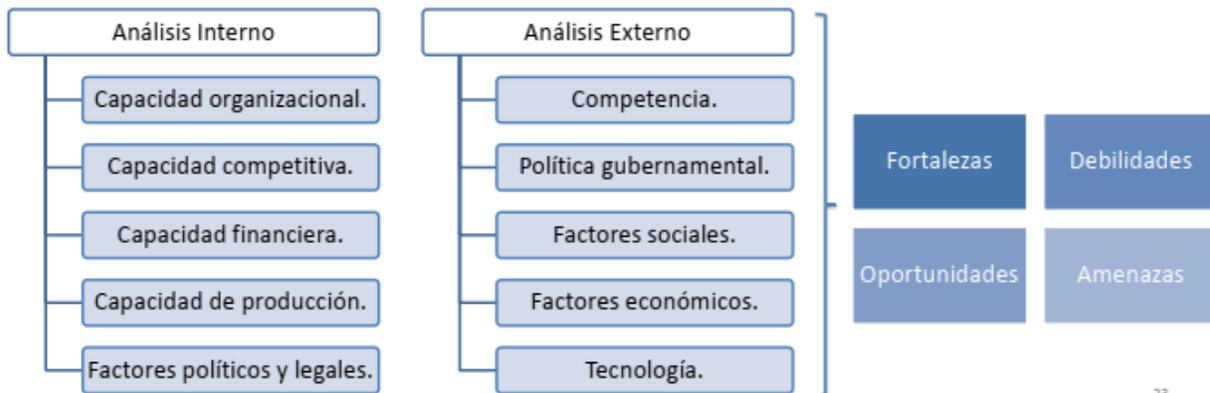 Análisis Interno
Capacidad organizacional.
Capacidad competitiva.
Capacidad financiera.
Capacidad de producción.
Factores políticos y legales.
Análisis Externo
Competencia.
Política gubernamental.
Factores sociales.
Factores económicos.
Tecnología.
Fortalezas
Debilidades
Oportunidades
Amenazas